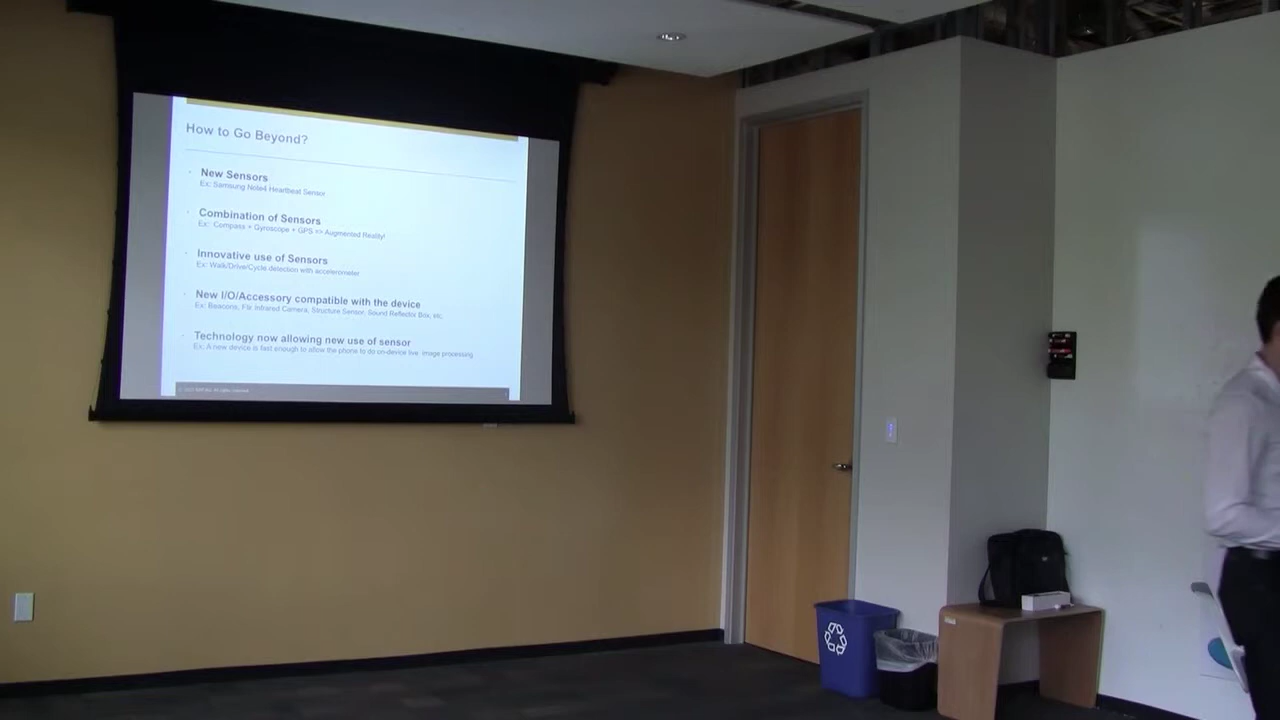 How to Go Beyond?
New Sensors
Ex: Samsung Note4 Heartbeat Sensor
Combination of Sensors
Ex: Compass + Gyroscope + GPS => Augmented Reality!
Innovative use of Sensors
Ex: Walk/Drive/Cycle detection with accelerometer
New I/O/Accessory compatible with the device
Ex: Beacons, Flir Infrared Camera, Structure Sensor, Sound Reflector Box, etc
Technology now allowing new use of sensor
Ex: A new device is fast enough to allow the phone to do on-device live image processing